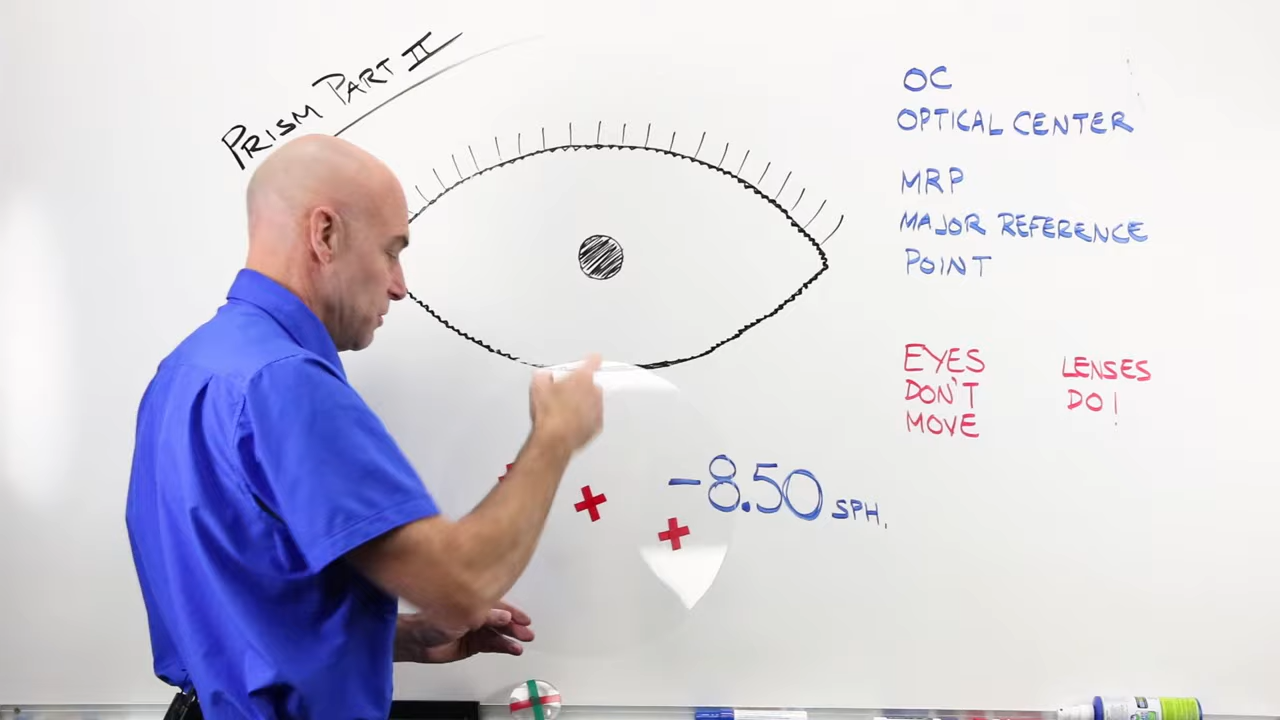 PRISM PART II
OC
OPTICAL CENTER
MRP
MAJOR REFERENCE
POINT
EYES
DON'T
MOVE
LENSES
DO!
-8.50 SPH.